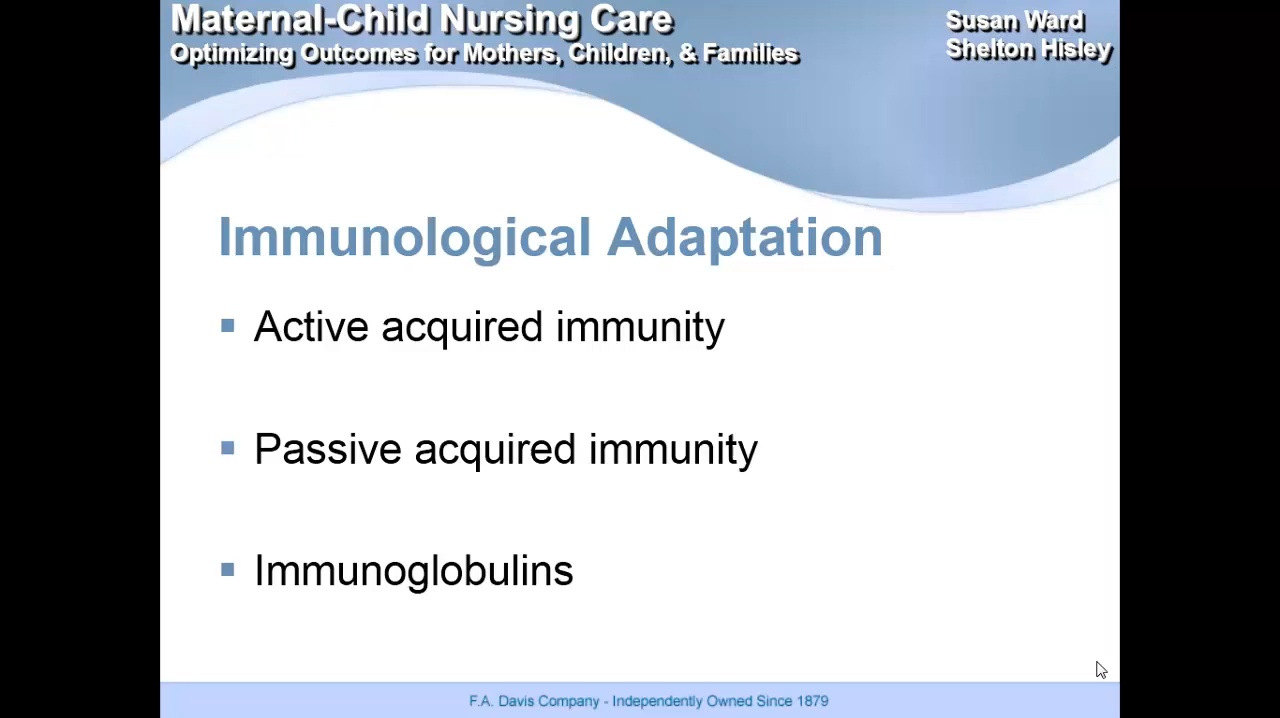 Maternal-Child Nursing Care
Optimizing Outcomes for Mothers, Children, & Families
Susan Ward
Shelton Hisley
Immunological Adaptation
Active acquired immunity
Passive acquired immunity
Immunoglobulins
F.A. Davis Company - Independently Owned Since 1879